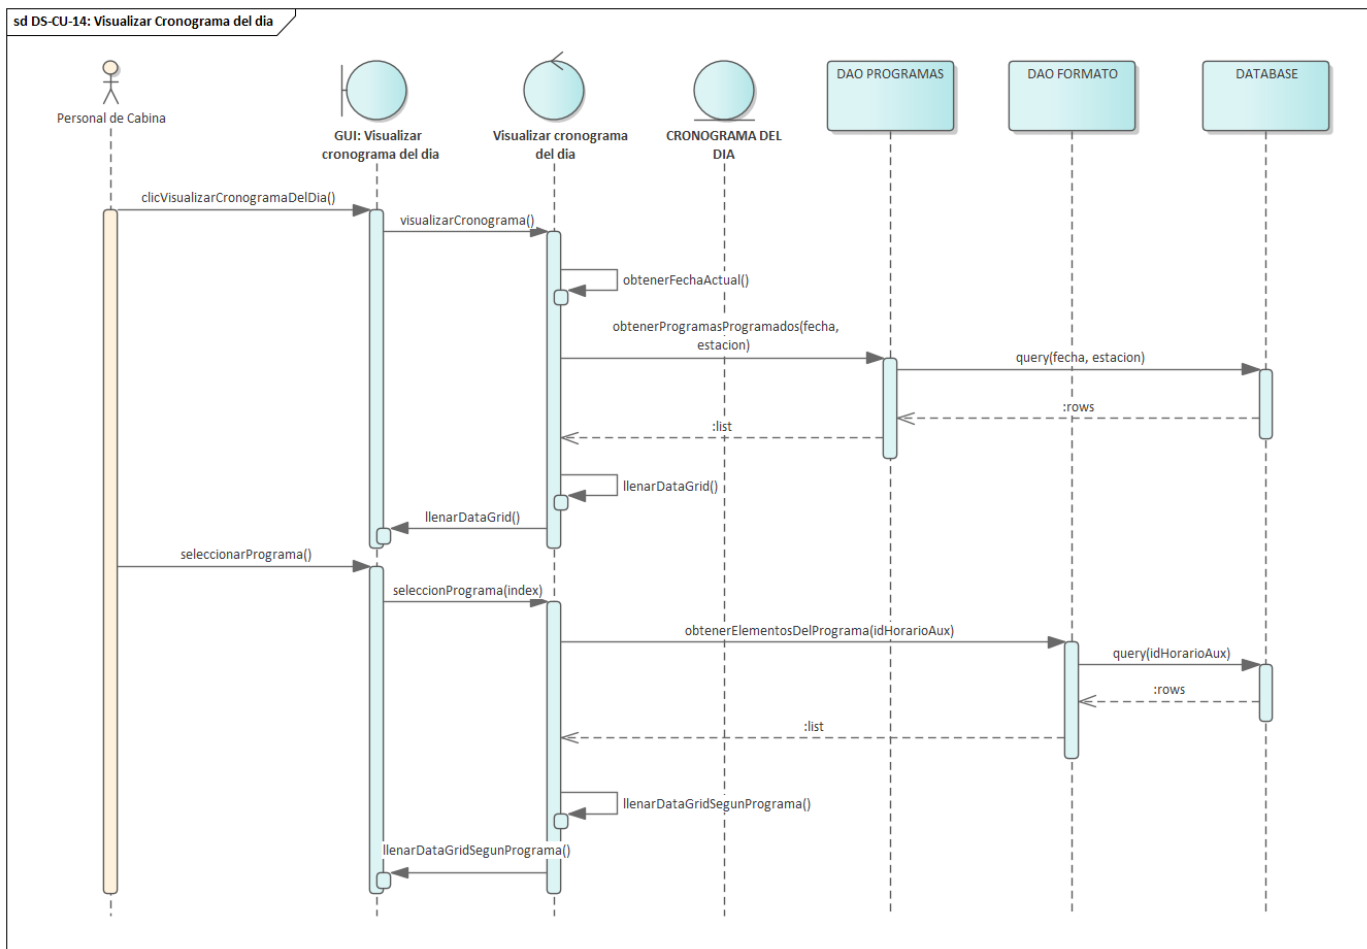 sd DS-CU-14: Visualizar Cronograma del dia
Personal de Cabina
GUI: Visualizar
cronograma del dia
Visualizar cronograma
del dia
CRONOGRAMA DEL
DIA
DAO PROGRAMAS
DAO FORMATO
DATABASE
clicVisualizarCronogramaDelDia()
visualizarCronograma()
obtenerFechaActual()
obtenerProgramasProgramados(fecha,
estacion)
query(fecha, estacion)
:rows
:list
llenarDataGrid()
llenarDataGrid()
seleccionarPrograma()
seleccionPrograma(index)
obtenerElementosDelPrograma(idHorarioAux)
query(idHorarioAux)
:rows
:list
llenarDataGridSegunPrograma()
llenarDataGridSegunPrograma()